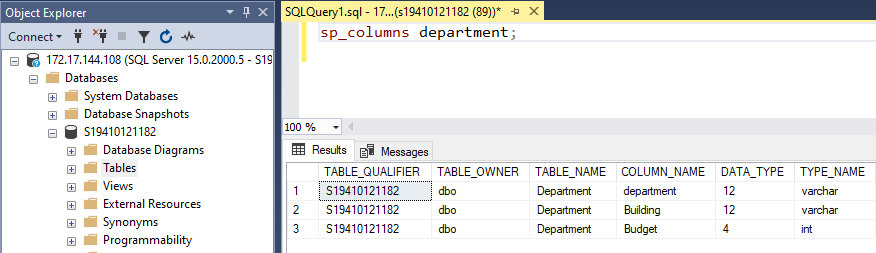 Object Explorer
Connect
172.17.144.108 (SQL Server 15.0.2000.5 - S19
Databases
System Databases
Database Snapshots
S19410121182
Database Diagrams
Tables
Views
External Resources
Synonyms
Programmability
SQLQuery1.sql - 17...(s19410121182 (89))*
sp_columns department;
100 %
Results Messages
TABLE_QUALIFIER TABLE_OWNER TABLE_NAME COLUMN_NAME DATA_TYPE TYPE_NAME
1 S19410121182 dbo Department department 12 varchar
2 S19410121182 dbo Department Building 12 varchar
3 S19410121182 dbo Department Budget 4 int